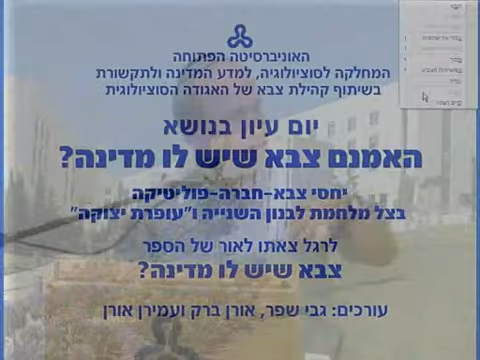 האוניברסיטה הפתוחה
המחלקה לסוציולוגיה, למדע המדינה ולתקשורת
בשיתוף קהילת צבא של האגודה הסוציולוגית
יום עיון בנושא
האמנם צבא שיש לו מדינה?
יחסי צבא-חברה-פוליטיקה
בצל מלחמת לבנון השנייה ו"עופרת יצוקה"
לרגל צאתו לאור של הספר
צבא שיש לו מדינה?
עורכים: גבי שפר, אורן ברק ועמירן אורן